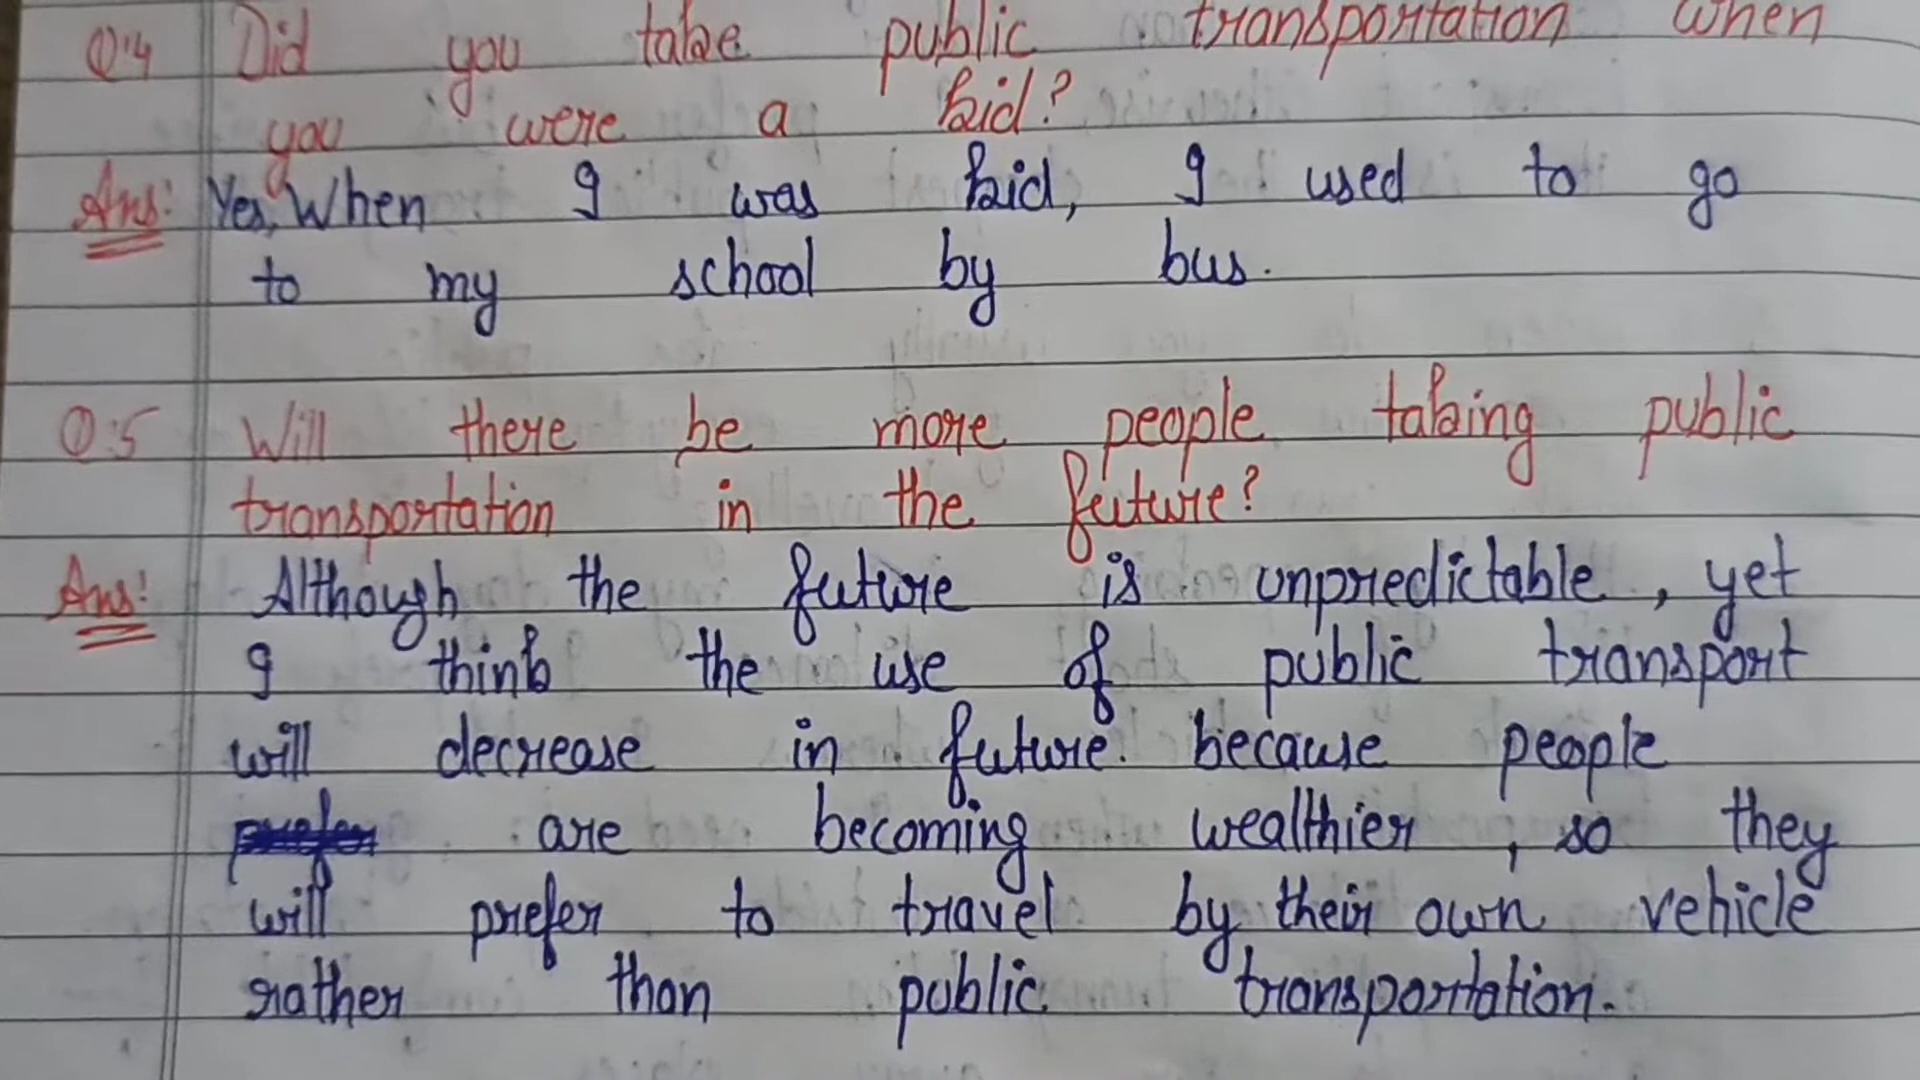 Q:4 Did you take public transportation when
you were a kid?
Ans: Yes, When I was kid, I used to go
to my school by bus.
Q:5 Will there be more people taking public
transportation in the future?
Ans: Although the future is unpredictable, yet
I think the use of public transport
will decrease in future. because people
are becoming wealthier, so they
will prefer to travel by their own vehicle
rather than public transportation.